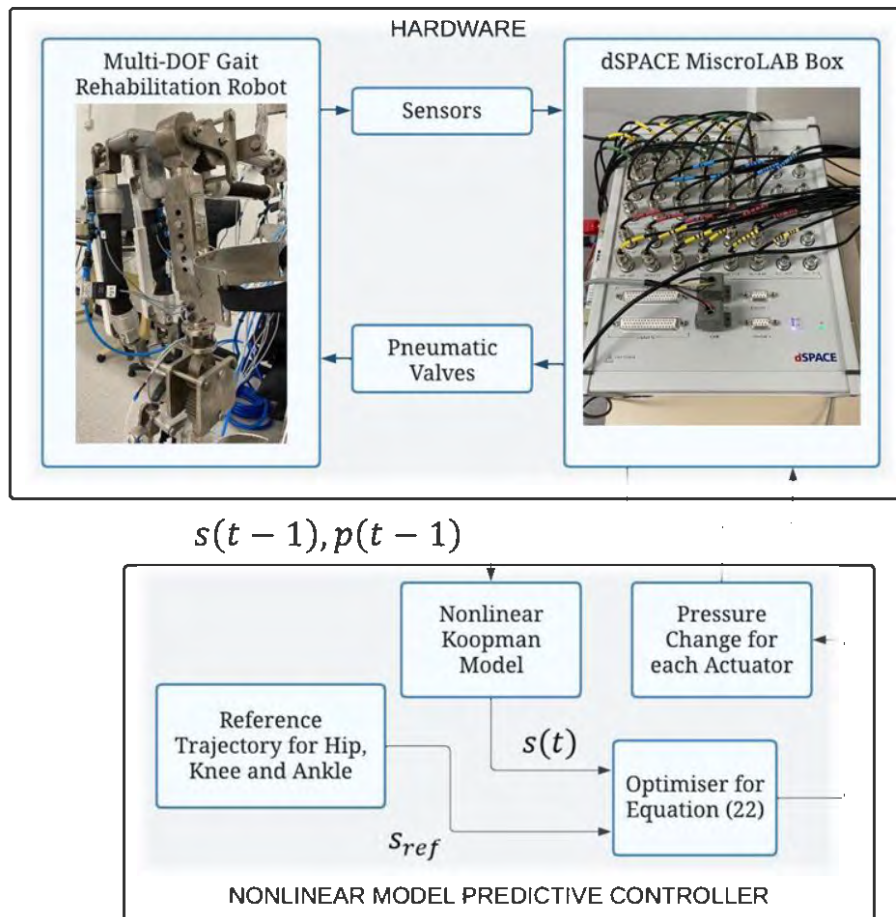 HARDWARE
Multi-DOF Gait
Rehabilitation Robot
Sensors
dSPACE MiscroLAB Box
Pneumatic
Valves
dSPACE
s(t − 1), p(t − 1)
Nonlinear
Koopman
Model
Pressure
Change for
each Actuator
Reference
Trajectory for Hip,
Knee and Ankle
s(t)
Optimiser for
Equation (22)
s_ref
NONLINEAR MODEL PREDICTIVE CONTROLLER